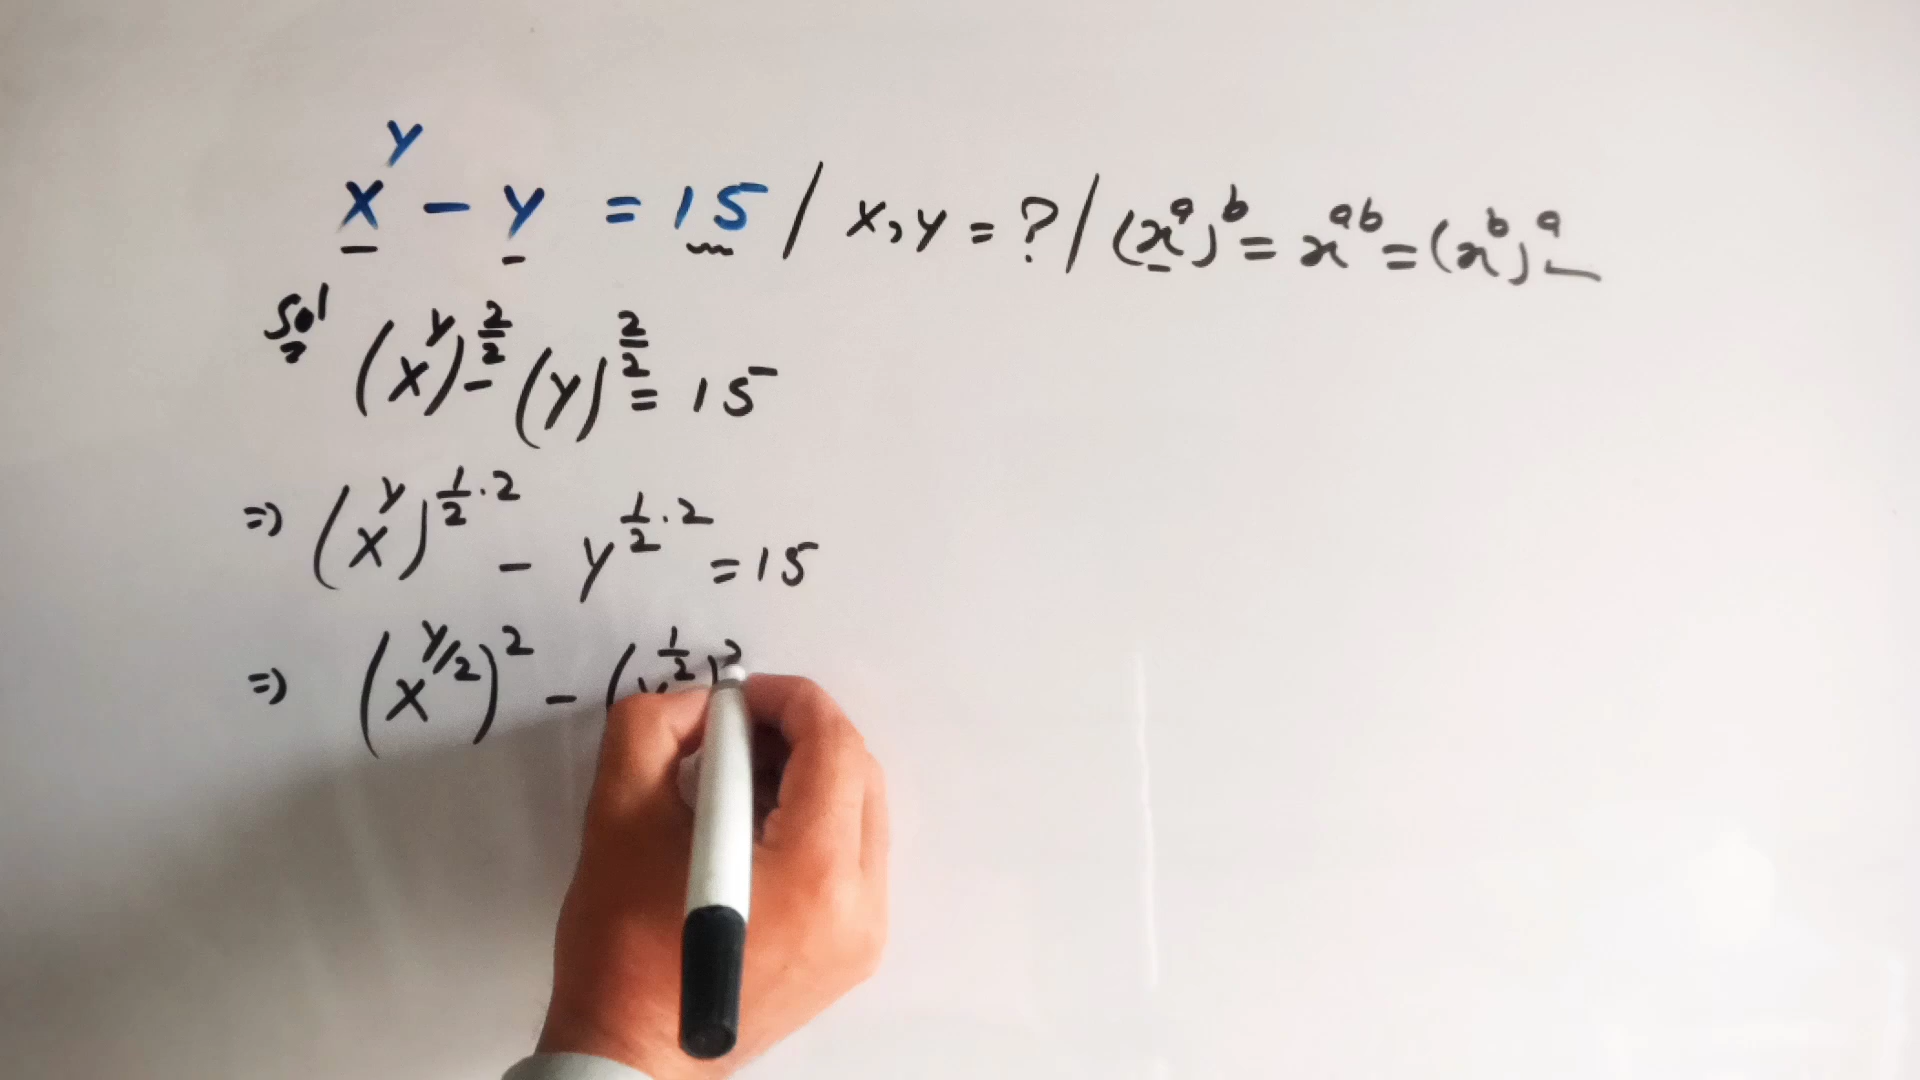 x^y - y = 15 / x, y = ? / (x^a)^b = x^{ab} = (x^b)^a
Sol
(x^y)^{2/2} - (y)^{2/2} = 15
=> (x^y)^{1/2 · 2} - y^{1/2 · 2} = 15
=> (x^{y/2})^2 - (y^{1/2})^2